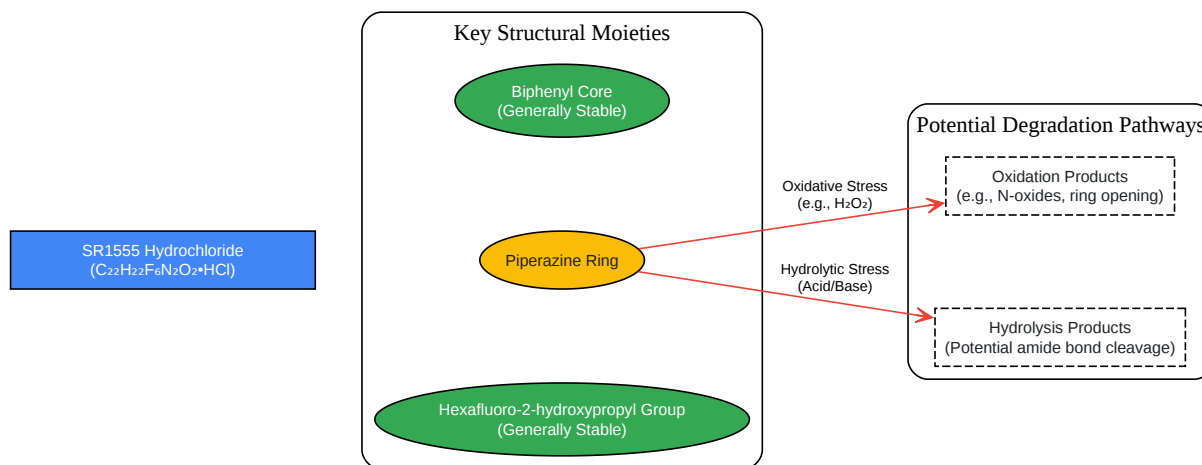 Key Structural Moieties
Biphenyl Core
(Generally Stable)
Potential Degradation Pathways
Oxidation Products
(e.g., N-oxides, ring opening)
Oxidative Stress
(e.g., H₂O₂)
SR1555 Hydrochloride
(C₂₂H₂₂F₆N₂O₂•HCl)
Piperazine Ring
Hydrolytic Stress
(Acid/Base)
Hydrolysis Products
(Potential amide bond cleavage)
Hexafluoro-2-hydroxypropyl Group
(Generally Stable)